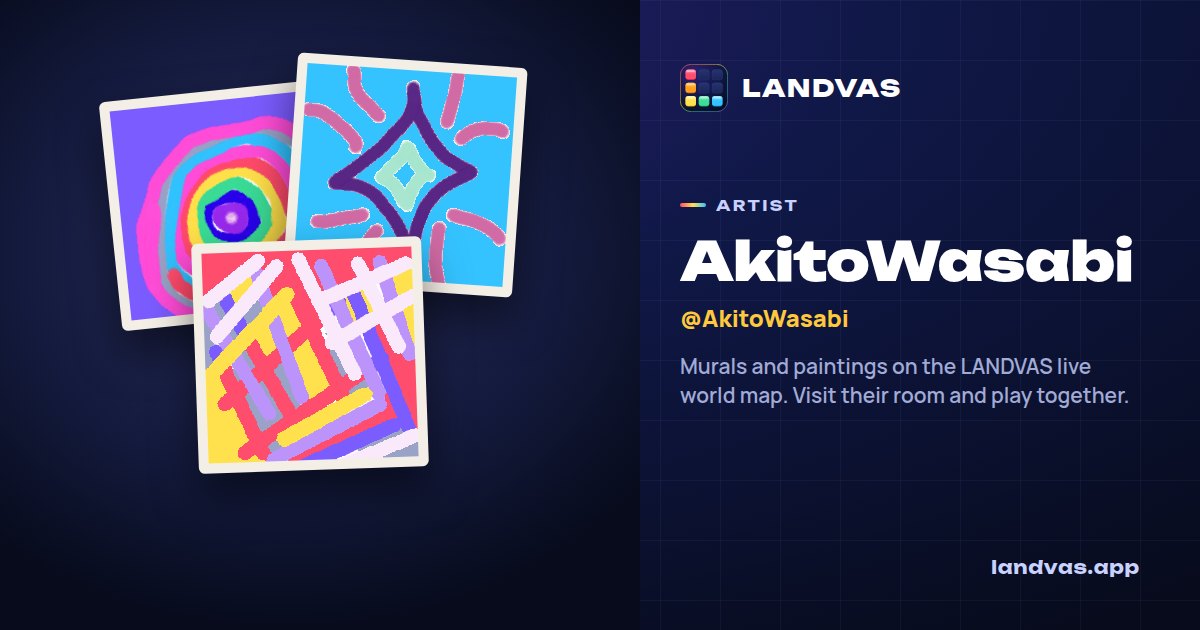 LANDVAS
ARTIST
AkitoWasabi
@AkitoWasabi
Murals and paintings on the LANDVAS live
world map. Visit their room and play together.
landvas.app